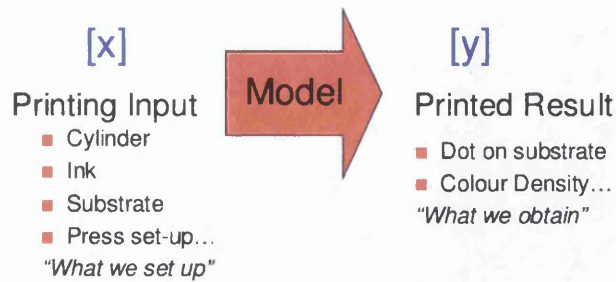 [x]
Printing Input
Cylinder
Ink
Substrate
Press set-up...
"What we set up"
Model
[y]
Printed Result
Dot on substrate
Colour Density...
"What we obtain"